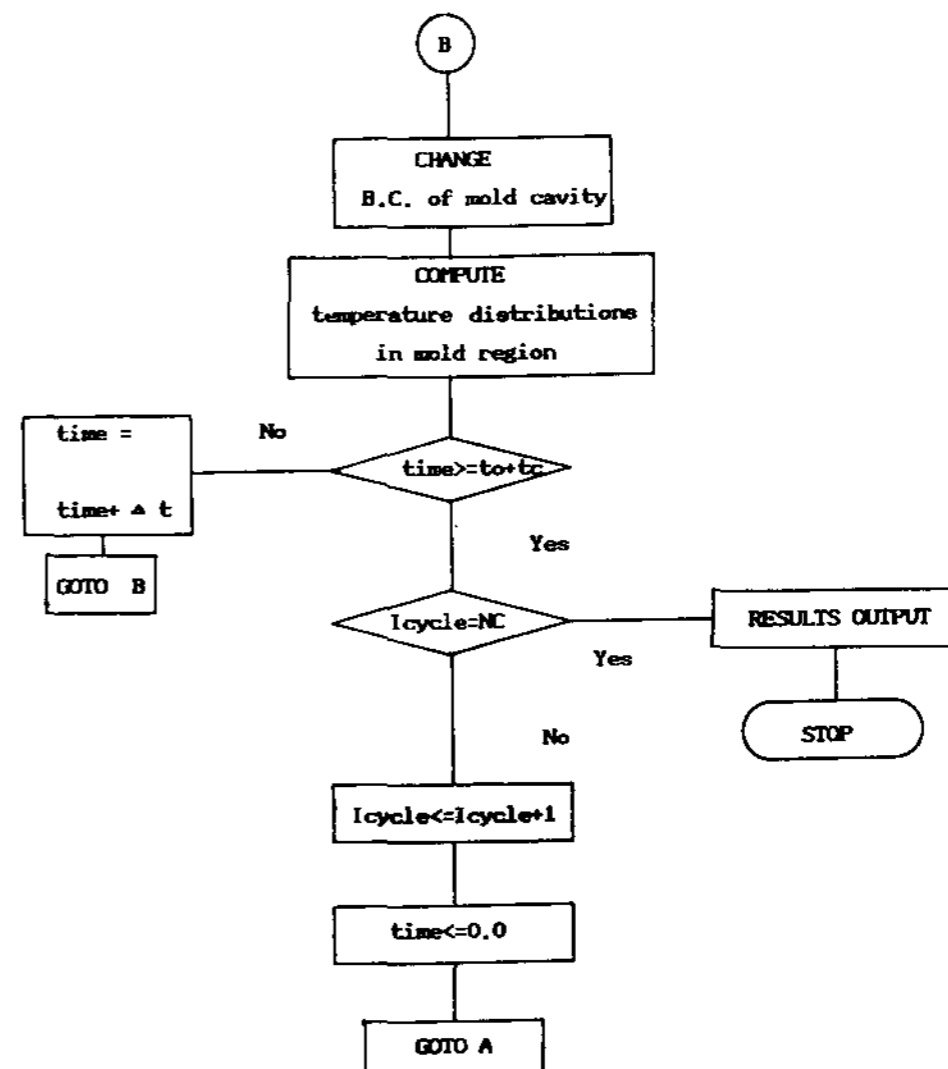 B
CHANGE
B.C. of mold cavity
COMPUTE
temperature distributions
in mold region
No
time =
time+ Δ t
time>=to+tc
GOTO B
Yes
Icycle=NC
RESULTS OUTPUT
Yes
STOP
No
Icycle<=Icycle+1
time<=0.0
GOTO A